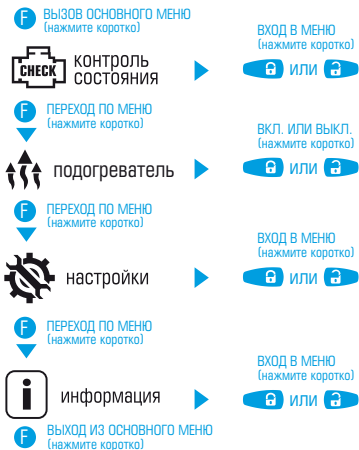 F ВЫЗОВ ОСНОВНОГО МЕНЮ
(нажмите коротко)
ВХОД В МЕНЮ
(нажмите коротко)
CHECK контроль
состояния
или
F ПЕРЕХОД ПО МЕНЮ
(нажмите коротко)
ВКЛ. ИЛИ ВЫКЛ.
(нажмите коротко)
подогреватель
или
F ПЕРЕХОД ПО МЕНЮ
(нажмите коротко)
ВХОД В МЕНЮ
(нажмите коротко)
настройки
или
F ПЕРЕХОД ПО МЕНЮ
(нажмите коротко)
ВХОД В МЕНЮ
(нажмите коротко)
i информация
или
F ВЫХОД ИЗ ОСНОВНОГО МЕНЮ
(нажмите коротко)